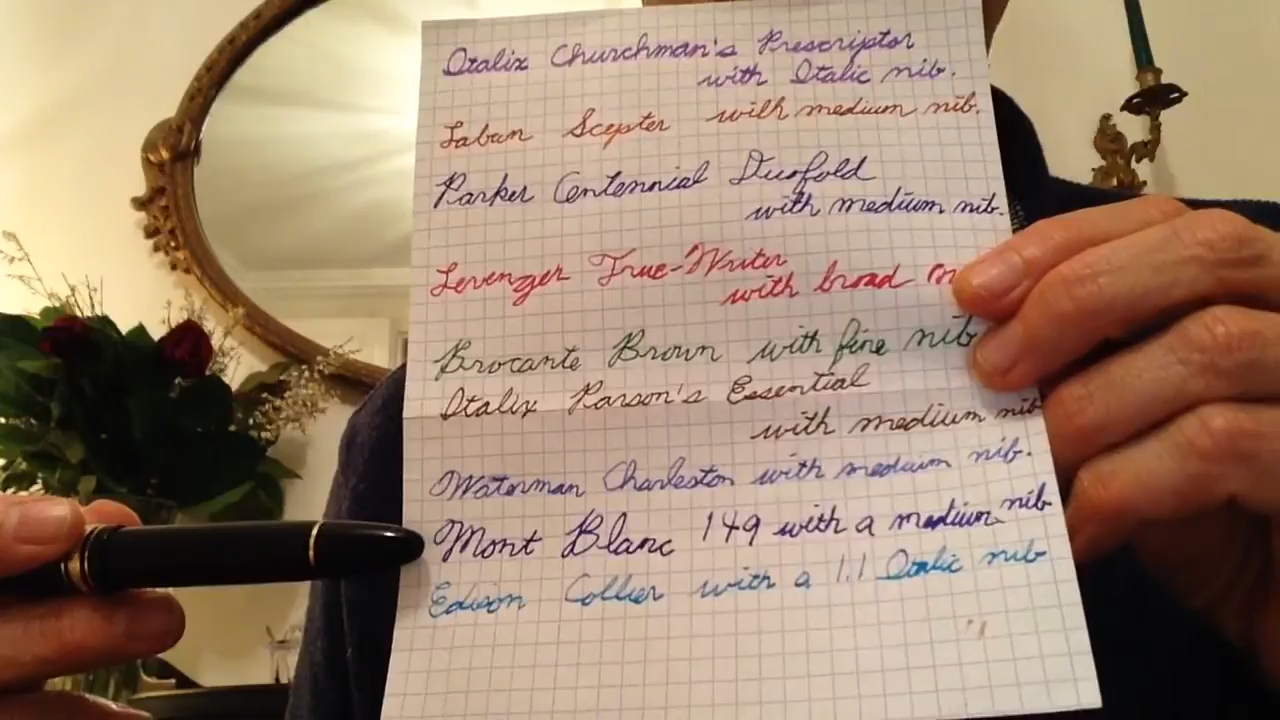 Italix Churchman's Prescriptor
with Italic nib.
Laban Scepter with medium nib.
Parker Centennial Duofold
with medium nib.
Levenger True-Writer
with broad
Brocante Brown with fine nib
Italix Parson's Essential
with medium nib
Waterman Charleston with medium nib.
Mont Blanc 149 with a medium nib
Edison Collier with a 1.1 Italic nib